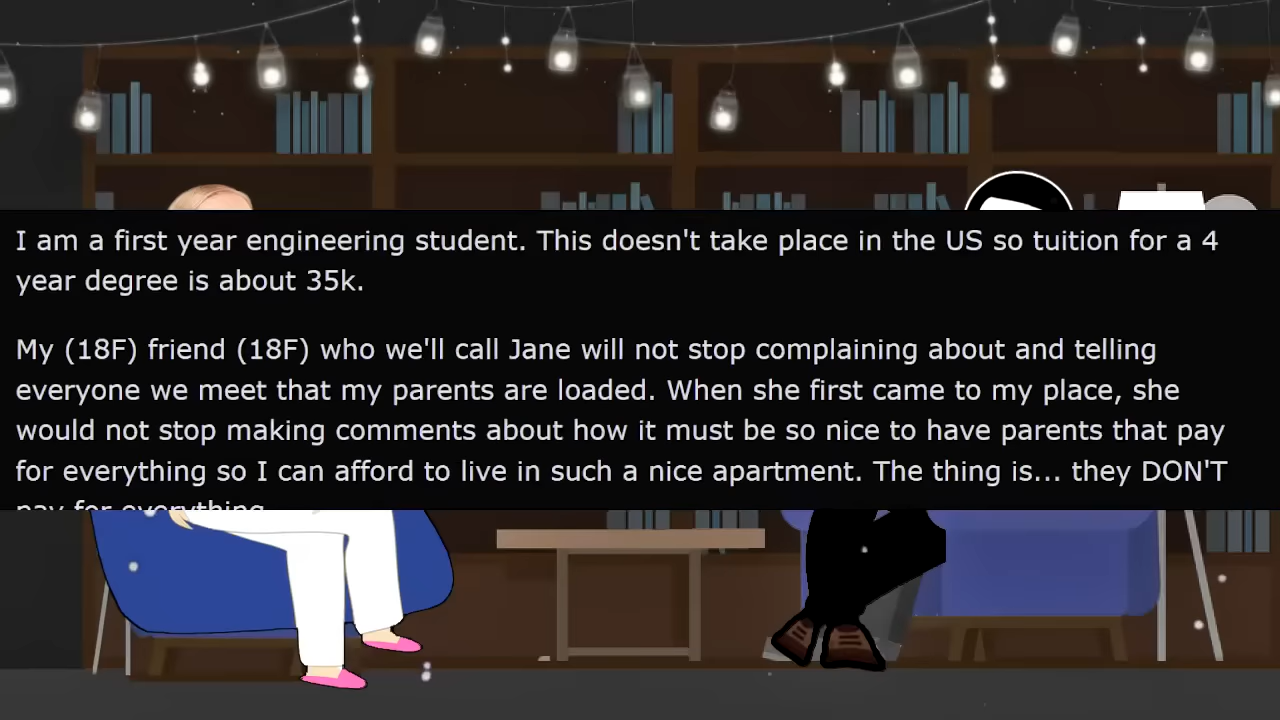 I am a first year engineering student. This doesn't take place in the US so tuition for a 4
year degree is about 35k.
My (18F) friend (18F) who we'll call Jane will not stop complaining about and telling
everyone we meet that my parents are loaded. When she first came to my place, she
would not stop making comments about how it must be so nice to have parents that pay
for everything so I can afford to live in such a nice apartment. The thing is... they DON'T
pay for everything